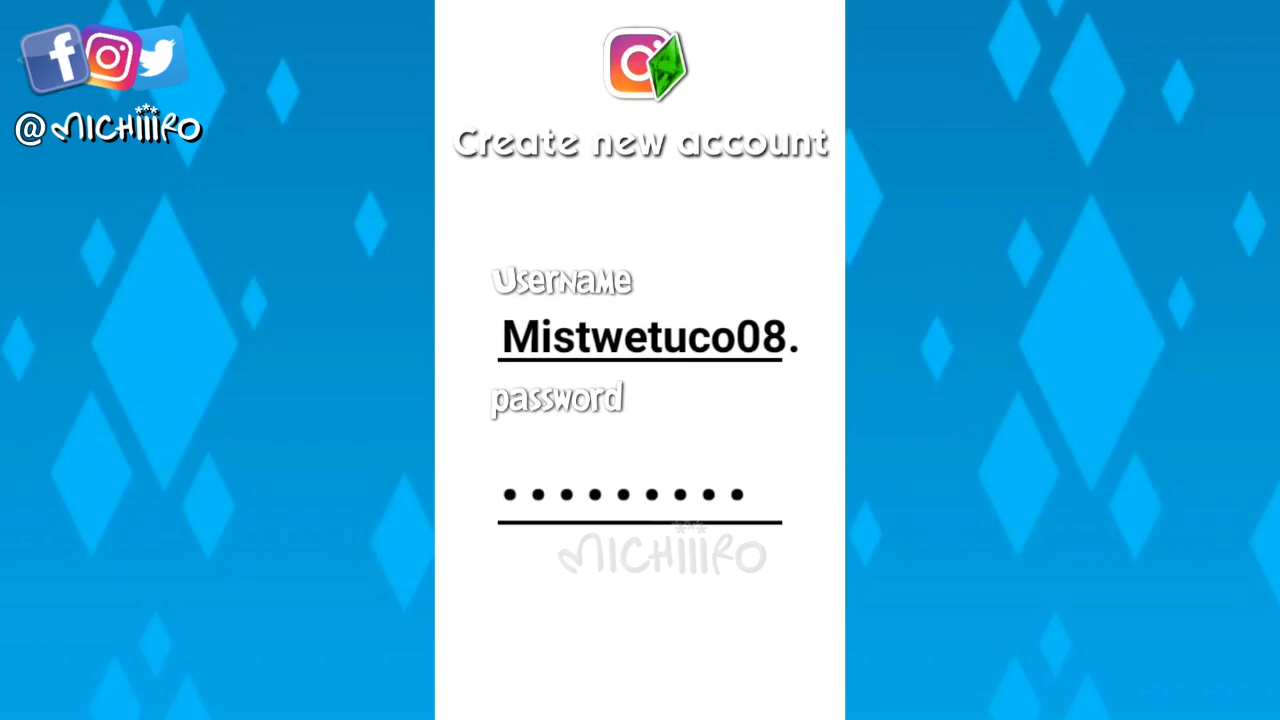 @MICHIIIRO
Create new account
Username
Mistwetuco08.
password
MICHIIIRO